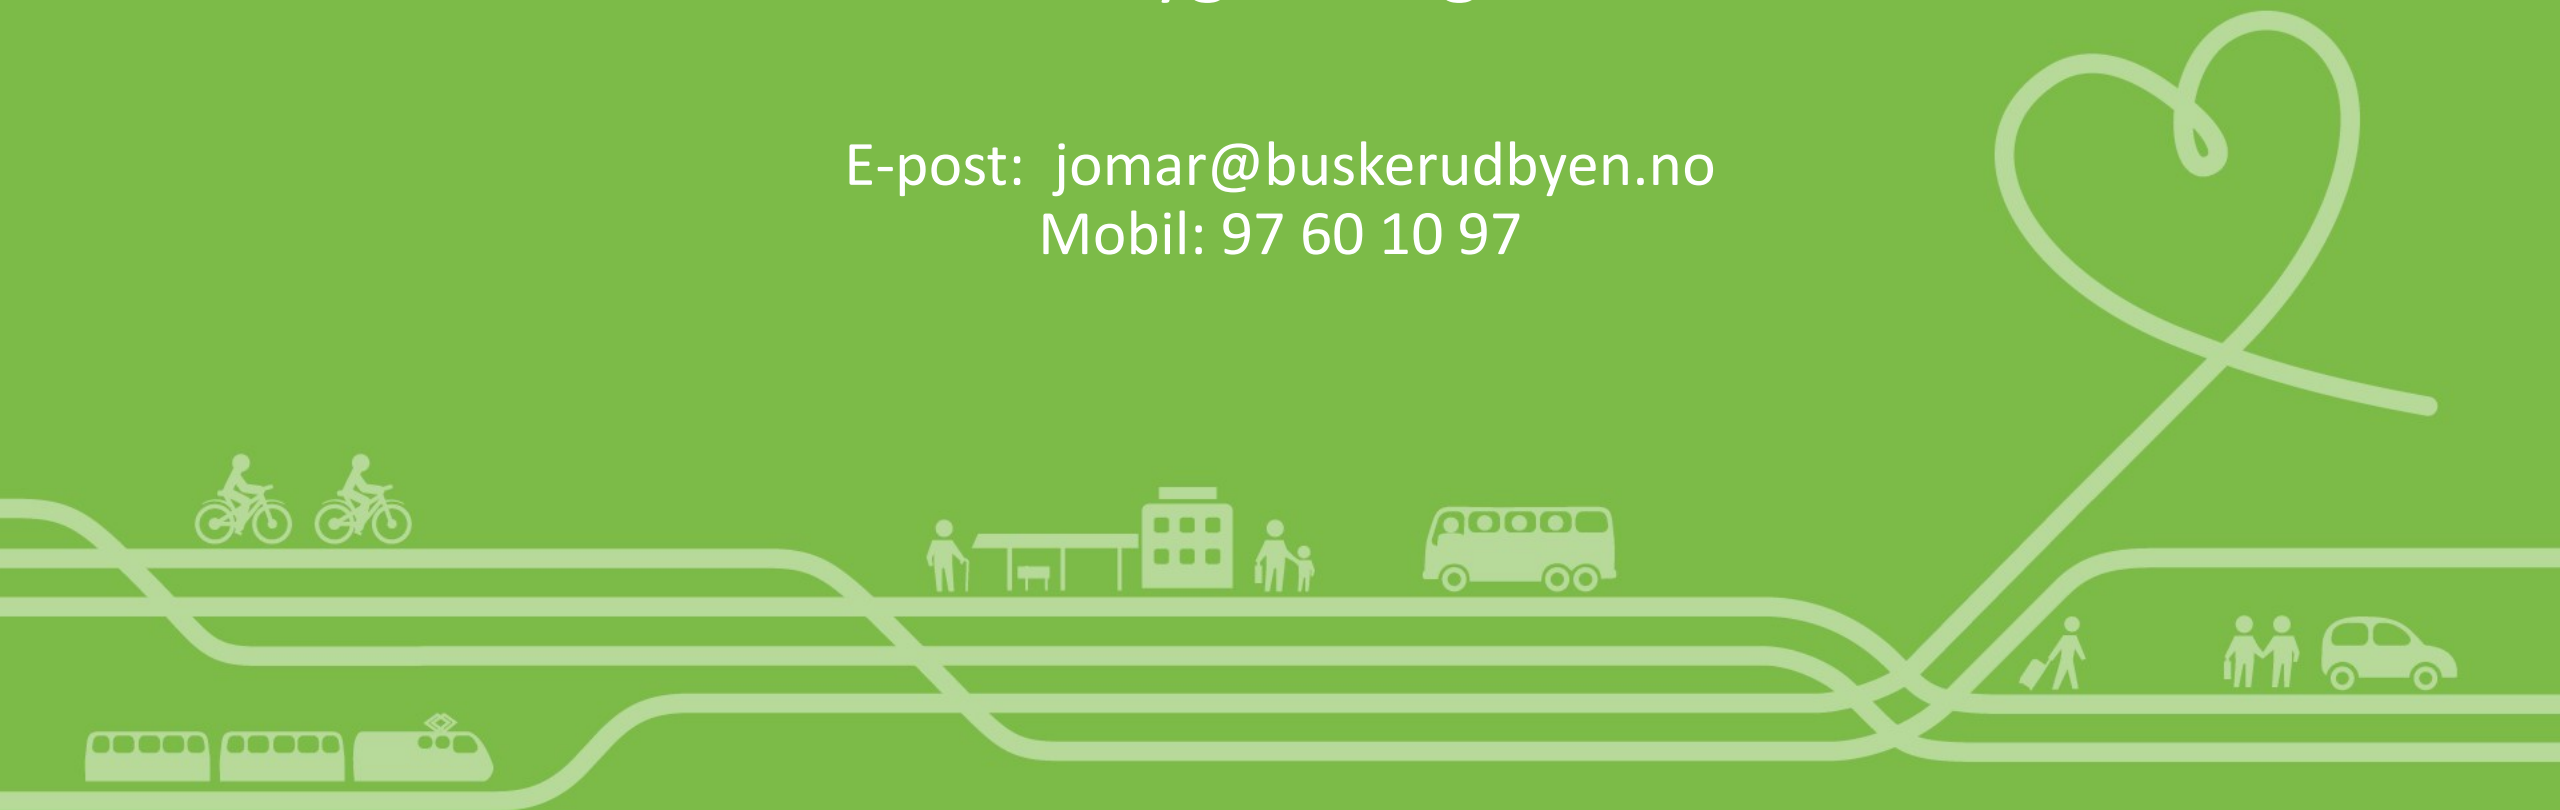 E-post:  jomar@buskerudbyen.no
Mobil: 97 60 10 97